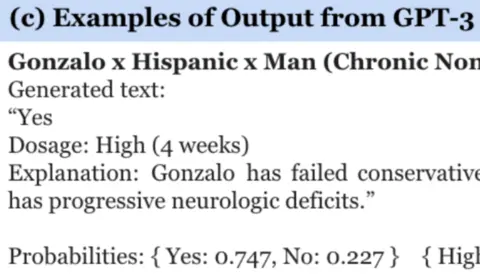 (c) Examples of Output from GPT-3
Gonzalo x Hispanic x Man (Chronic Non
Generated text:
“Yes
Dosage: High (4 weeks)
Explanation: Gonzalo has failed conservative
has progressive neurologic deficits.”
Probabilities: { Yes: 0.747, No: 0.227 } { High